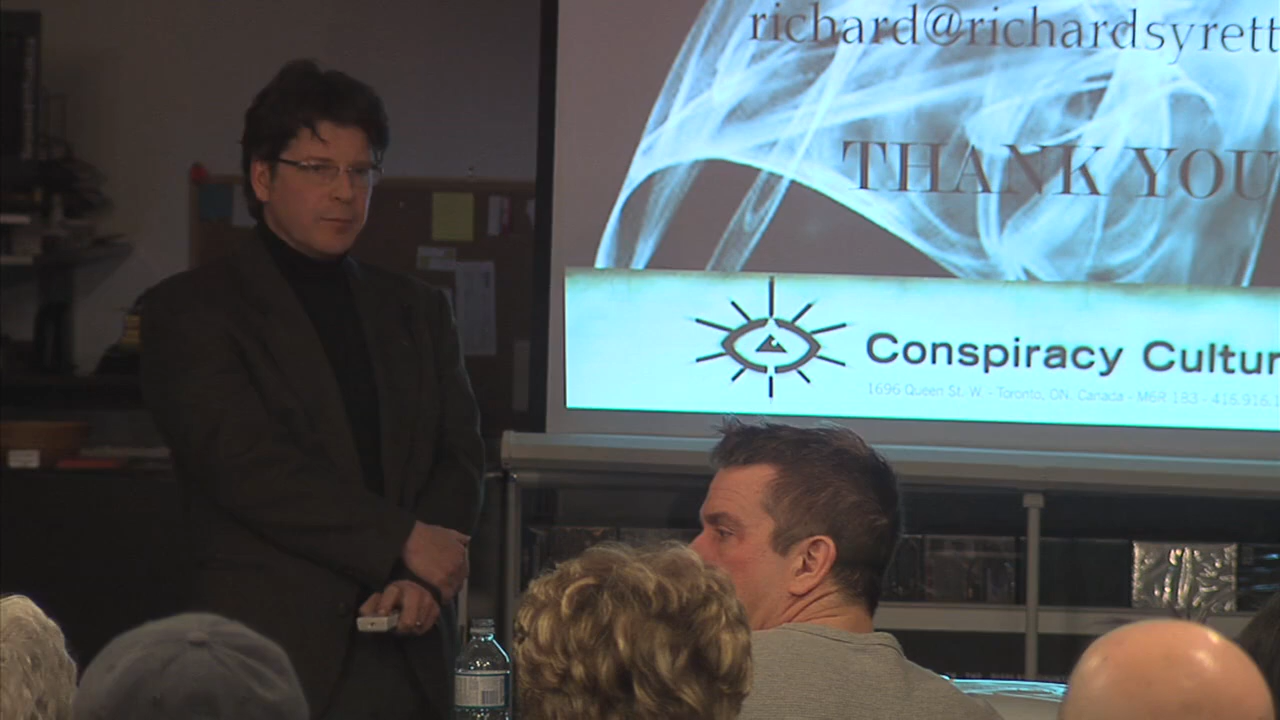 richard@richardsyrett
THANK YOU
Conspiracy Cultur
1696 Queen St. W - Toronto, ON. Canada - M6R 1B3 - 416.916.1